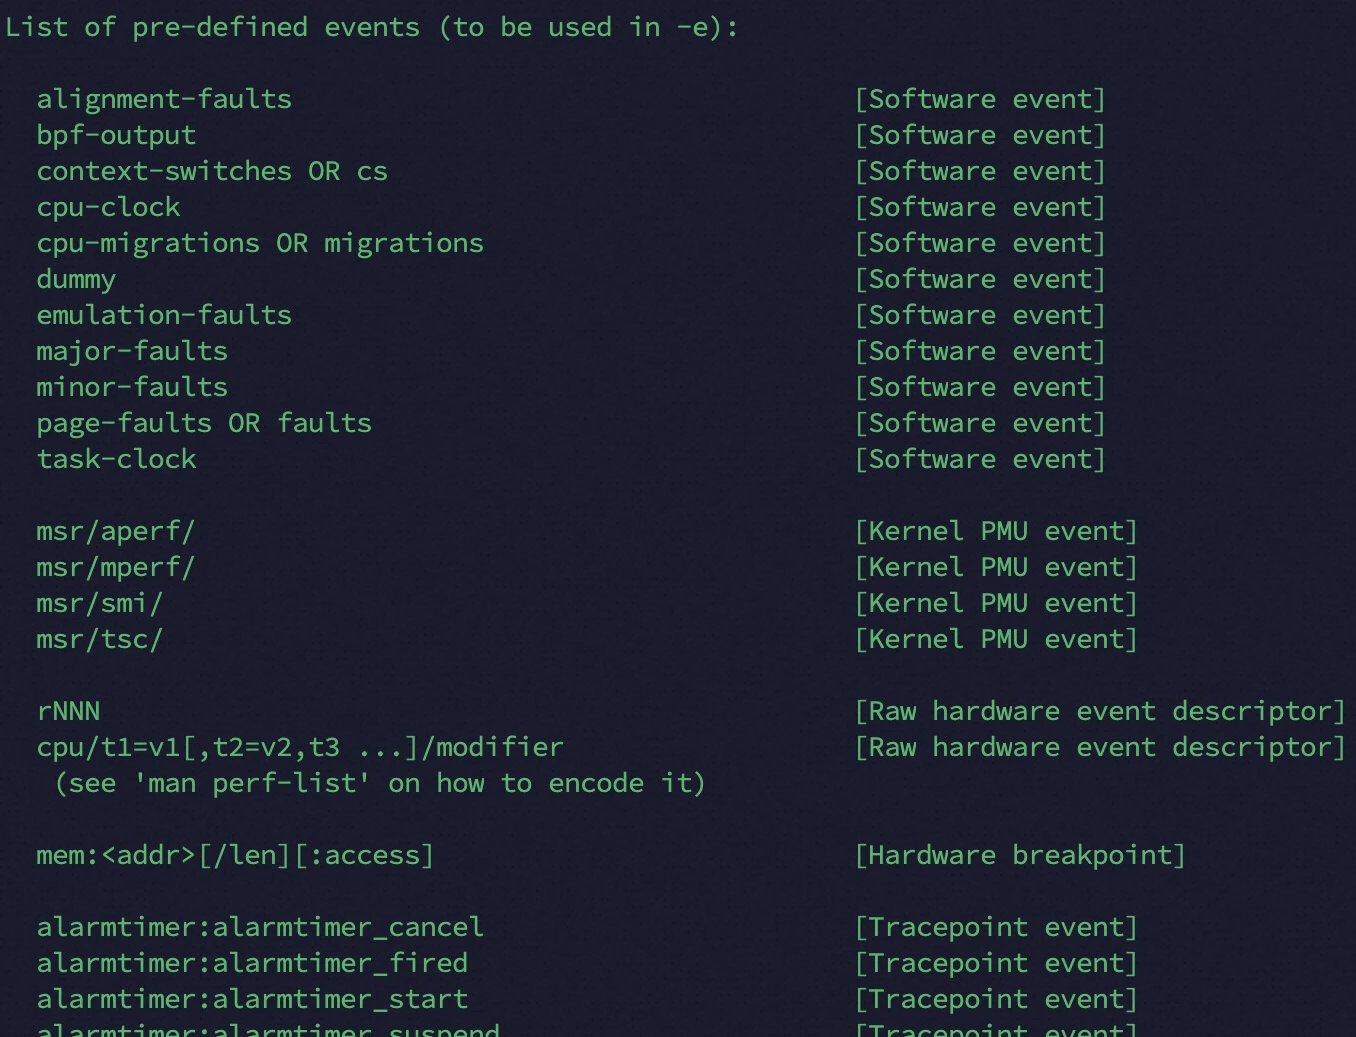 List of pre-defined events (to be used in -e):
alignment-faults [Software event]
bpf-output [Software event]
context-switches OR cs [Software event]
cpu-clock [Software event]
cpu-migrations OR migrations [Software event]
dummy [Software event]
emulation-faults [Software event]
major-faults [Software event]
minor-faults [Software event]
page-faults OR faults [Software event]
task-clock [Software event]
msr/aperf/ [Kernel PMU event]
msr/mperf/ [Kernel PMU event]
msr/smi/ [Kernel PMU event]
msr/tsc/ [Kernel PMU event]
rNNN [Raw hardware event descriptor]
cpu/t1=v1[,t2=v2,t3 ...]/modifier [Raw hardware event descriptor]
(see 'man perf-list' on how to encode it)
mem:<addr>[/len][:access] [Hardware breakpoint]
alarmtimer:alarmtimer_cancel [Tracepoint event]
alarmtimer:alarmtimer_fired [Tracepoint event]
alarmtimer:alarmtimer_start [Tracepoint event]
alarmtimer:alarmtimer_suspend [Tracepoint event]